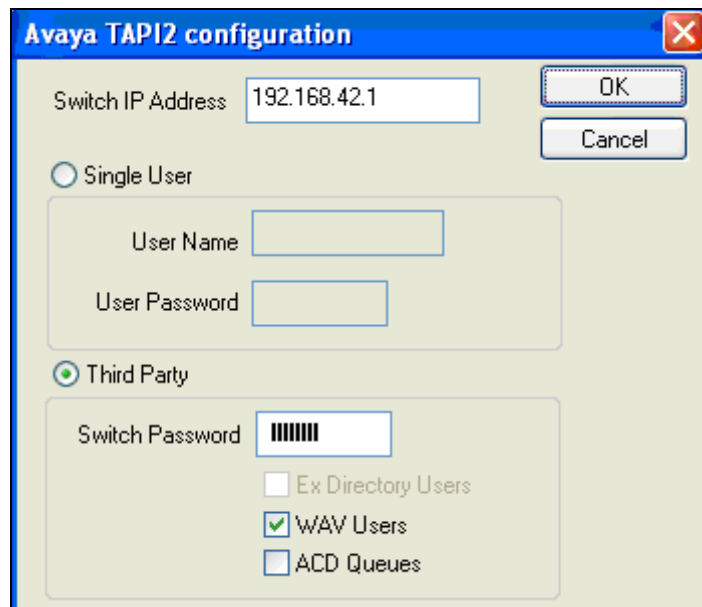 Avaya TAPI2 configuration
Switch IP Address 192.168.42.1 OK
Cancel
Single User
User Name
User Password
Third Party
Switch Password
Ex Directory Users
WAV Users
ACD Queues